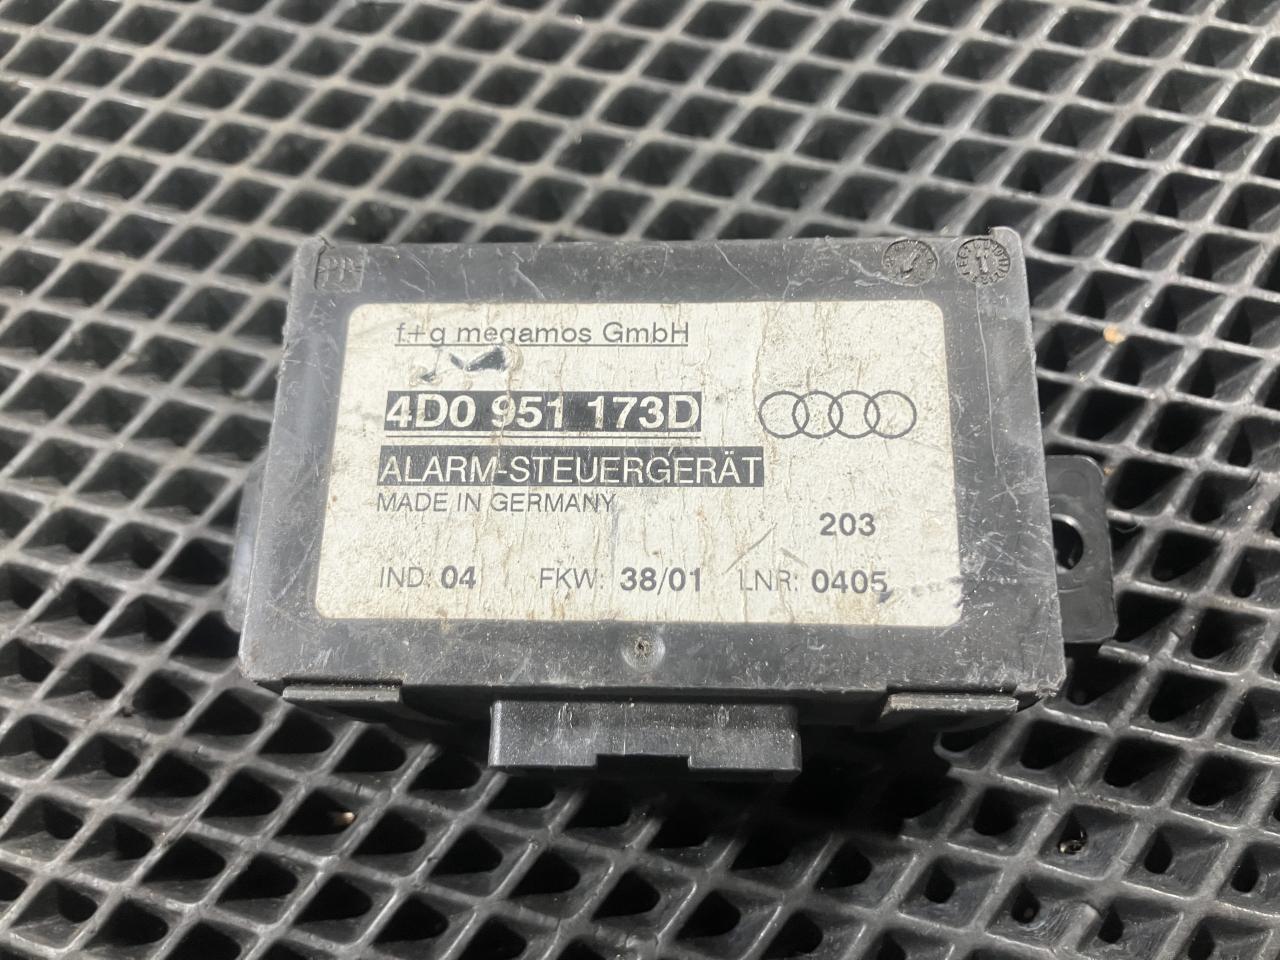 f+g megamos GmbH
4D0 951 173D
ALARM-STEUERGERÄT
MADE IN GERMANY
203
IND: 04 FKW: 38/01 LNR: 0405